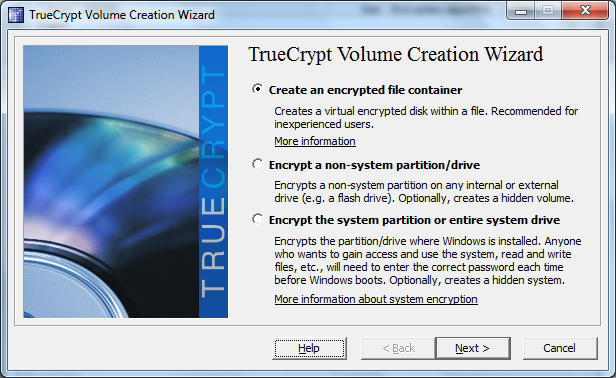 TrueCrypt Volume Creation Wizard
TRUECRYPT
TrueCrypt Volume Creation Wizard
Create an encrypted file container
Creates a virtual encrypted disk within a file. Recommended for
inexperienced users.
More information
Encrypt a non-system partition/drive
Encrypts a non-system partition on any internal or external
drive (e.g. a flash drive). Optionally, creates a hidden volume.
Encrypt the system partition or entire system drive
Encrypts the partition/drive where Windows is installed. Anyone
who wants to gain access and use the system, read and write
files, etc., will need to enter the correct password each time
before Windows boots. Optionally, creates a hidden system.
More information about system encryption
Help
< Back
Next >
Cancel